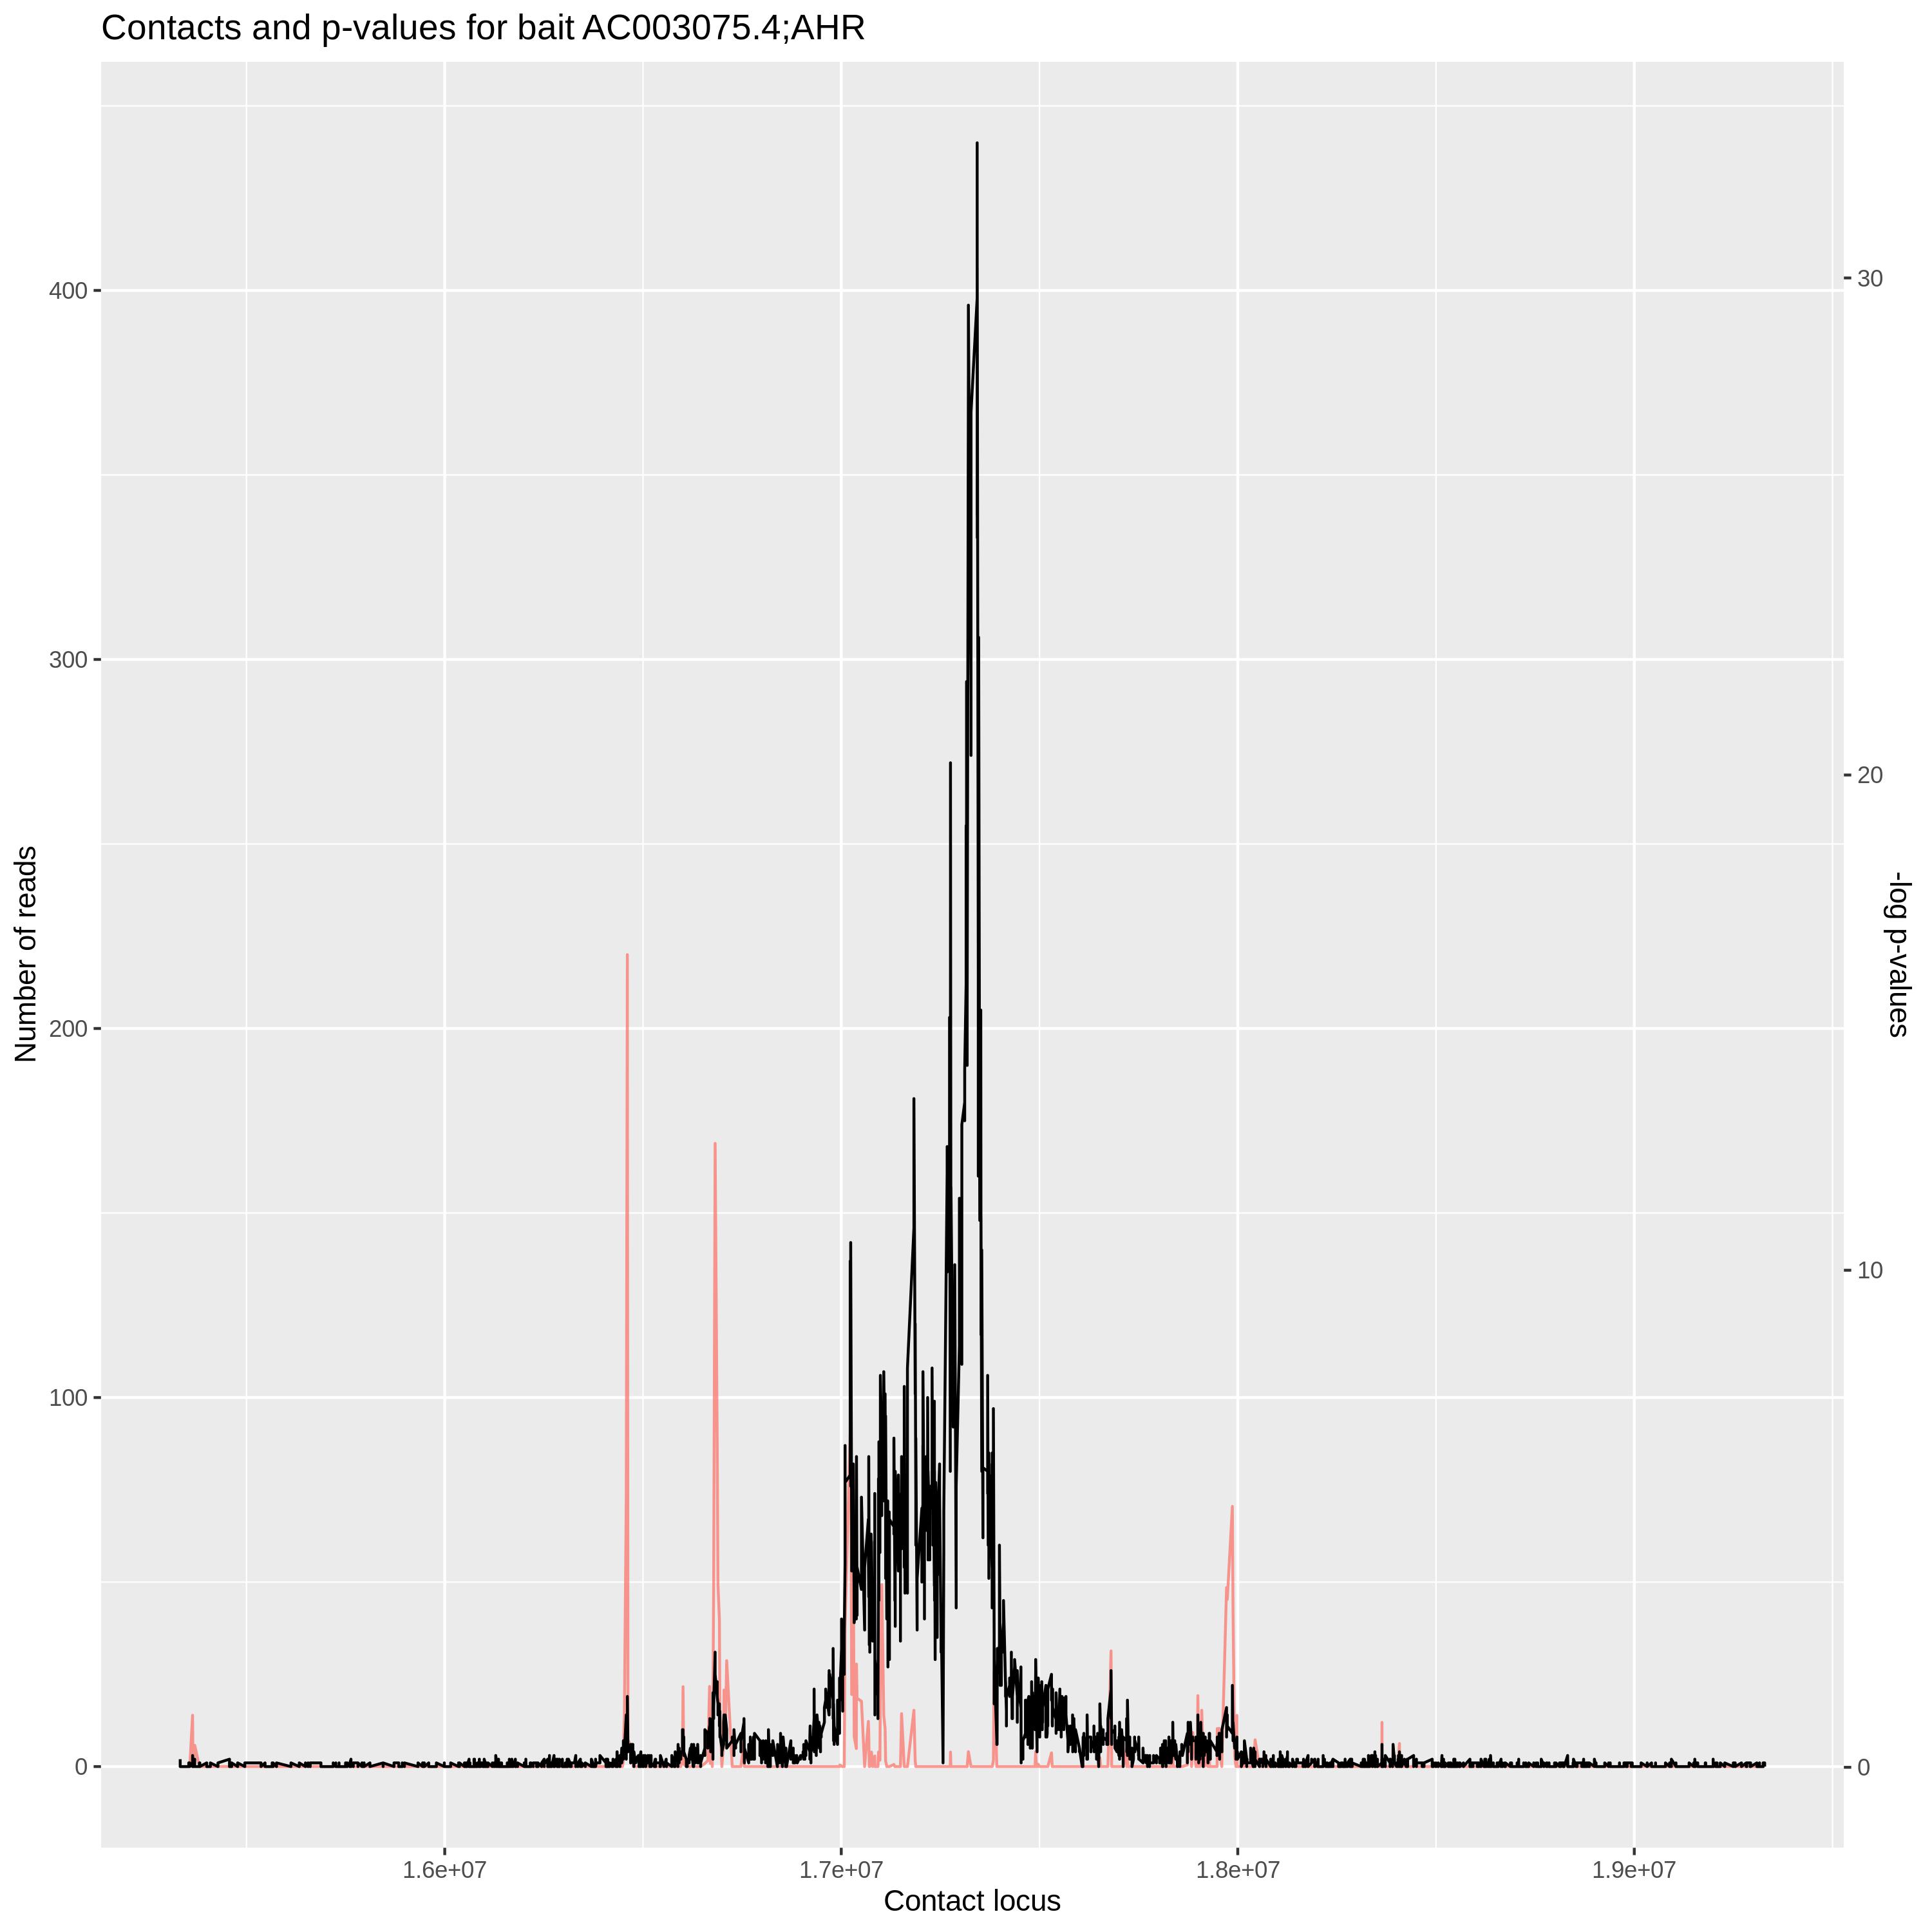 Contacts and p-values for bait AC003075.4;AHR
400
300
200
100
0
Number of reads
30
20
10
0
-log p-values
1.6e+07 1.7e+07 1.8e+07 1.9e+07
Contact locus